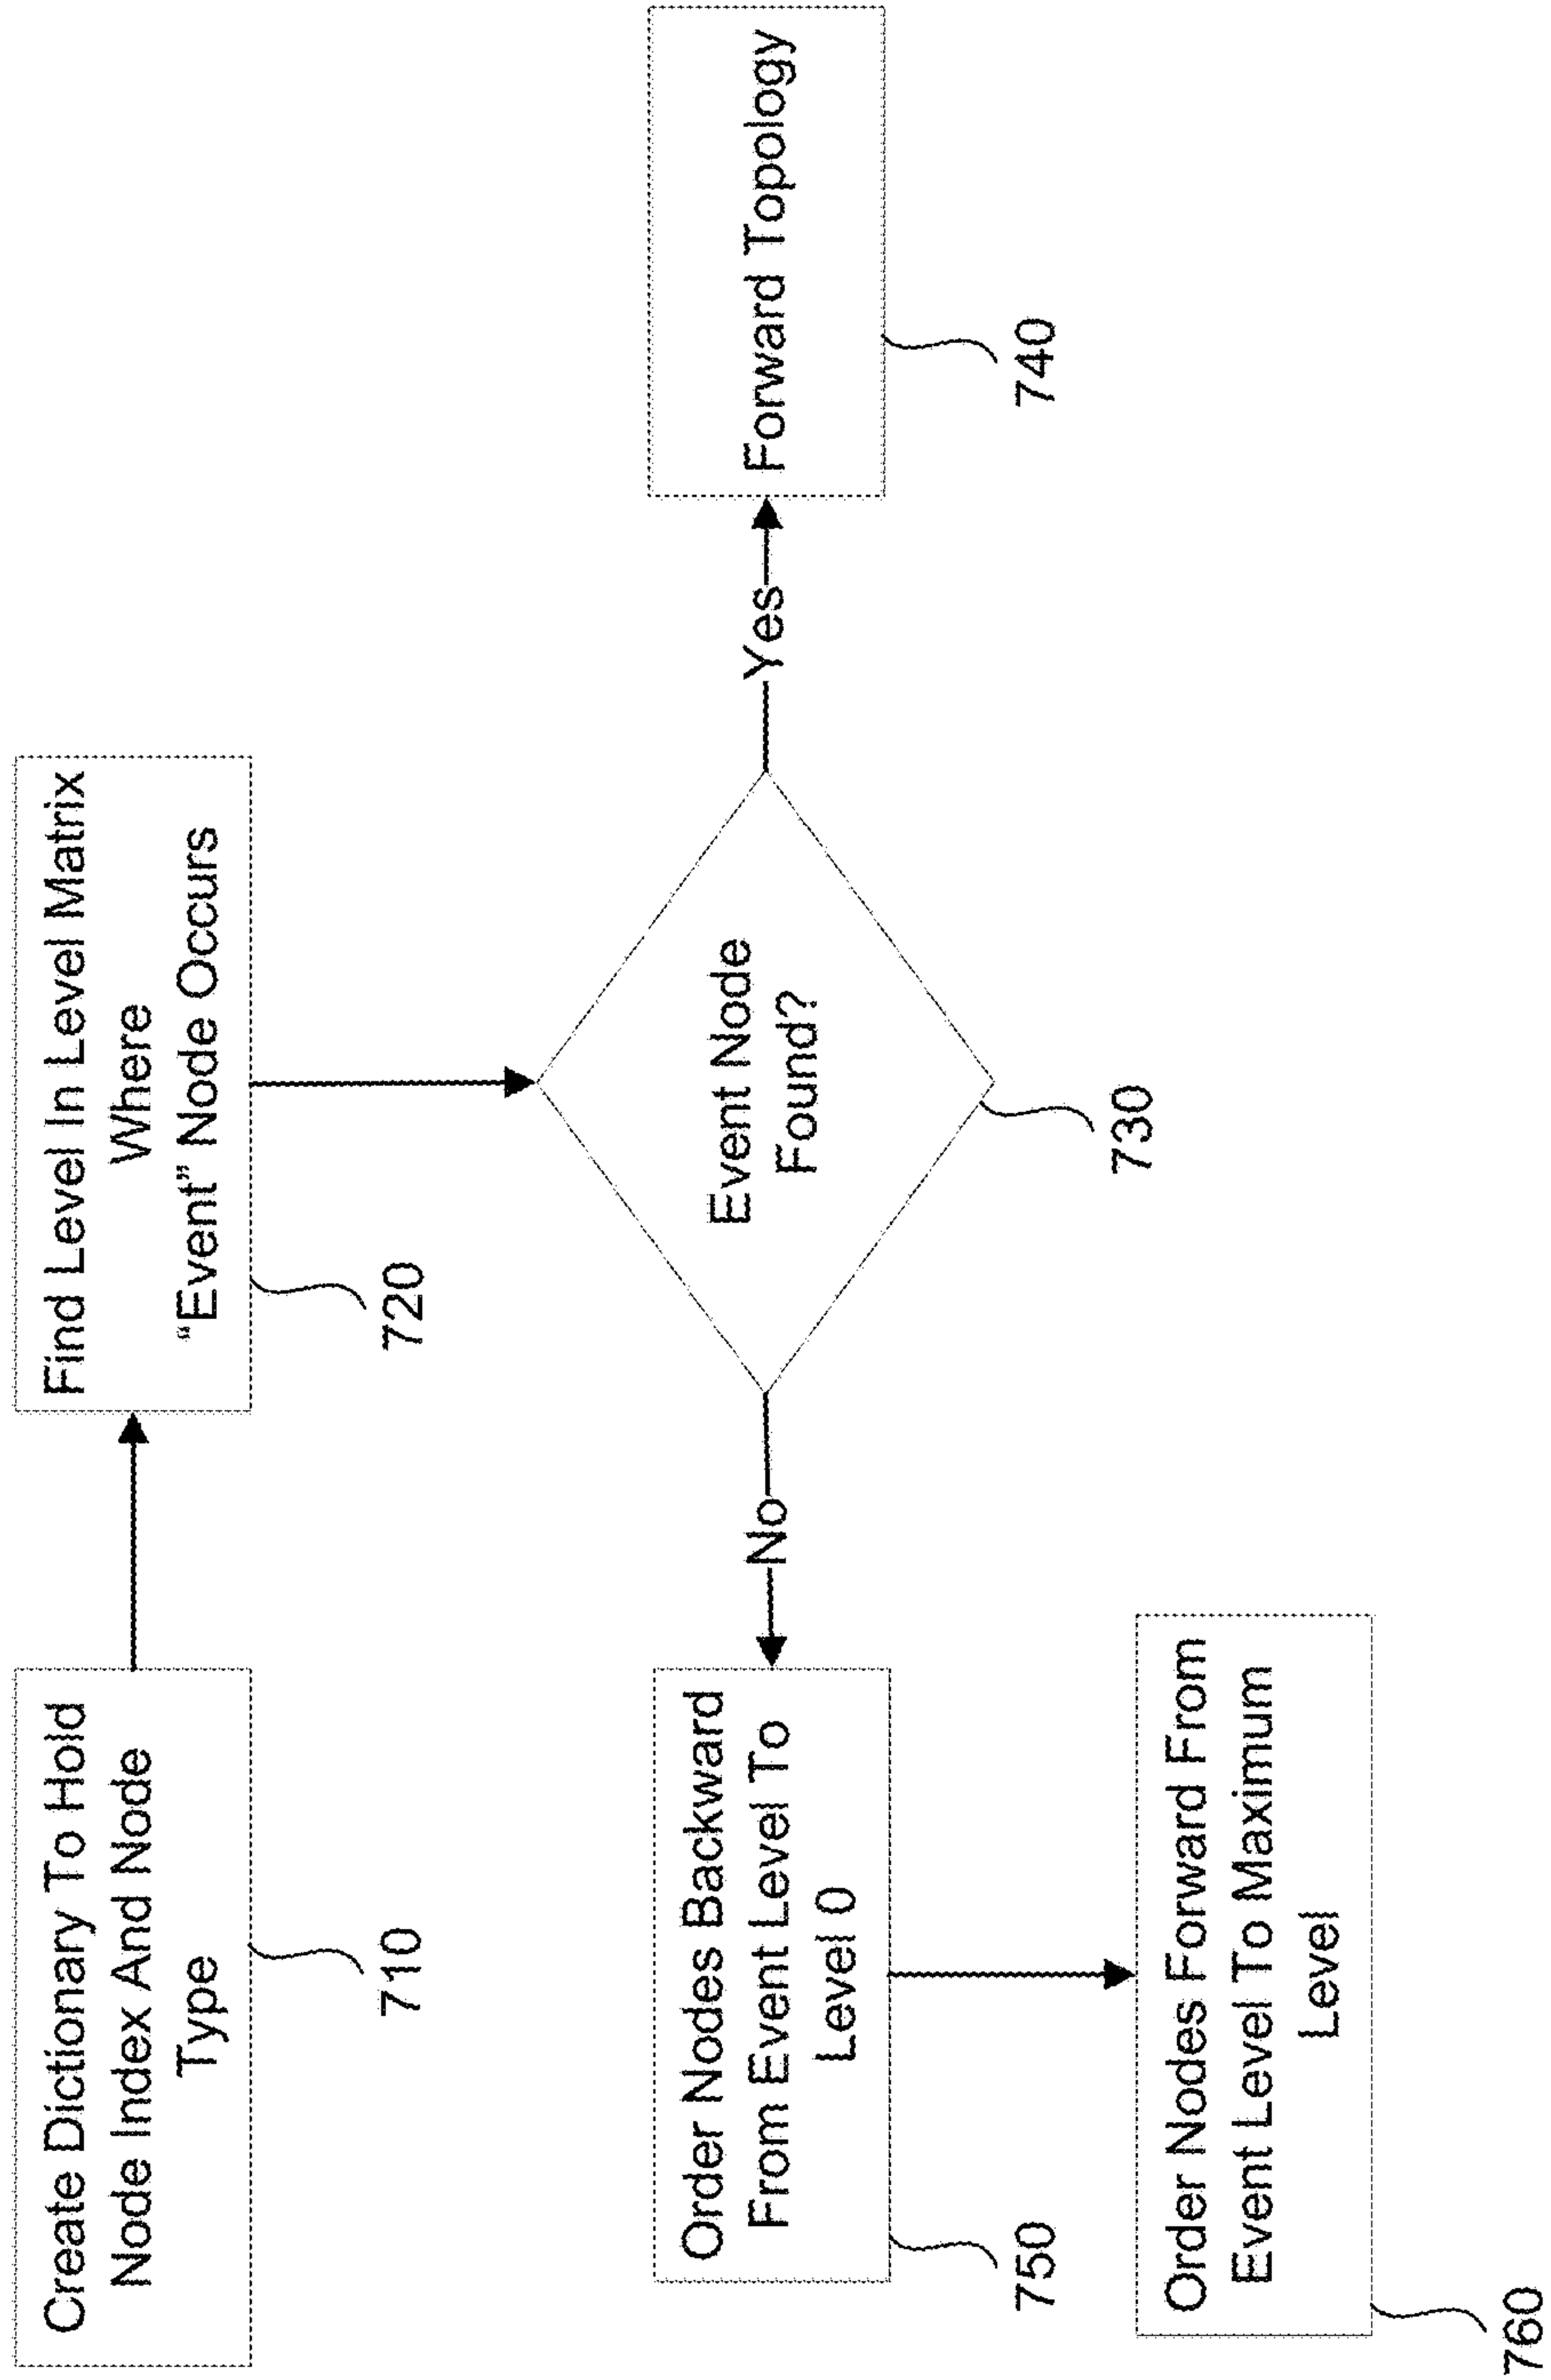 Create Dictionary To Hold
Node Index And Node
Type
710
Find Level In Level Matrix
Where
“Event” Node Occurs
720
Event Node
Found?
730
Yes
Forward Topology
740
No
Order Nodes Backward
From Event Level To
Level 0
750
Order Nodes Forward From
Event Level To Maximum
Level
760